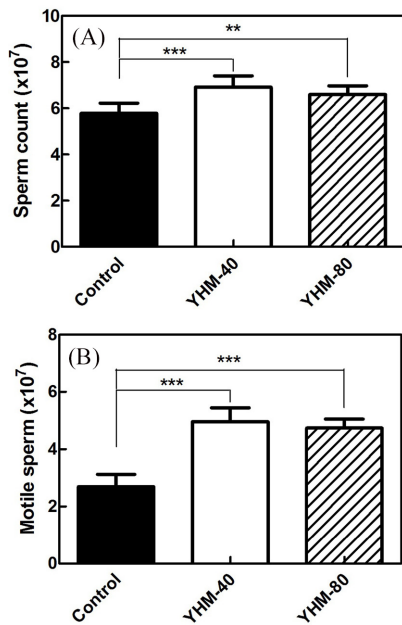 (A)
**
***
Sperm count (x10⁷)
10
8
6
4
2
0
Control
YHM-40
YHM-80
(B)
***
***
Motile sperm (x10⁷)
8
6
4
2
0
Control
YHM-40
YHM-80